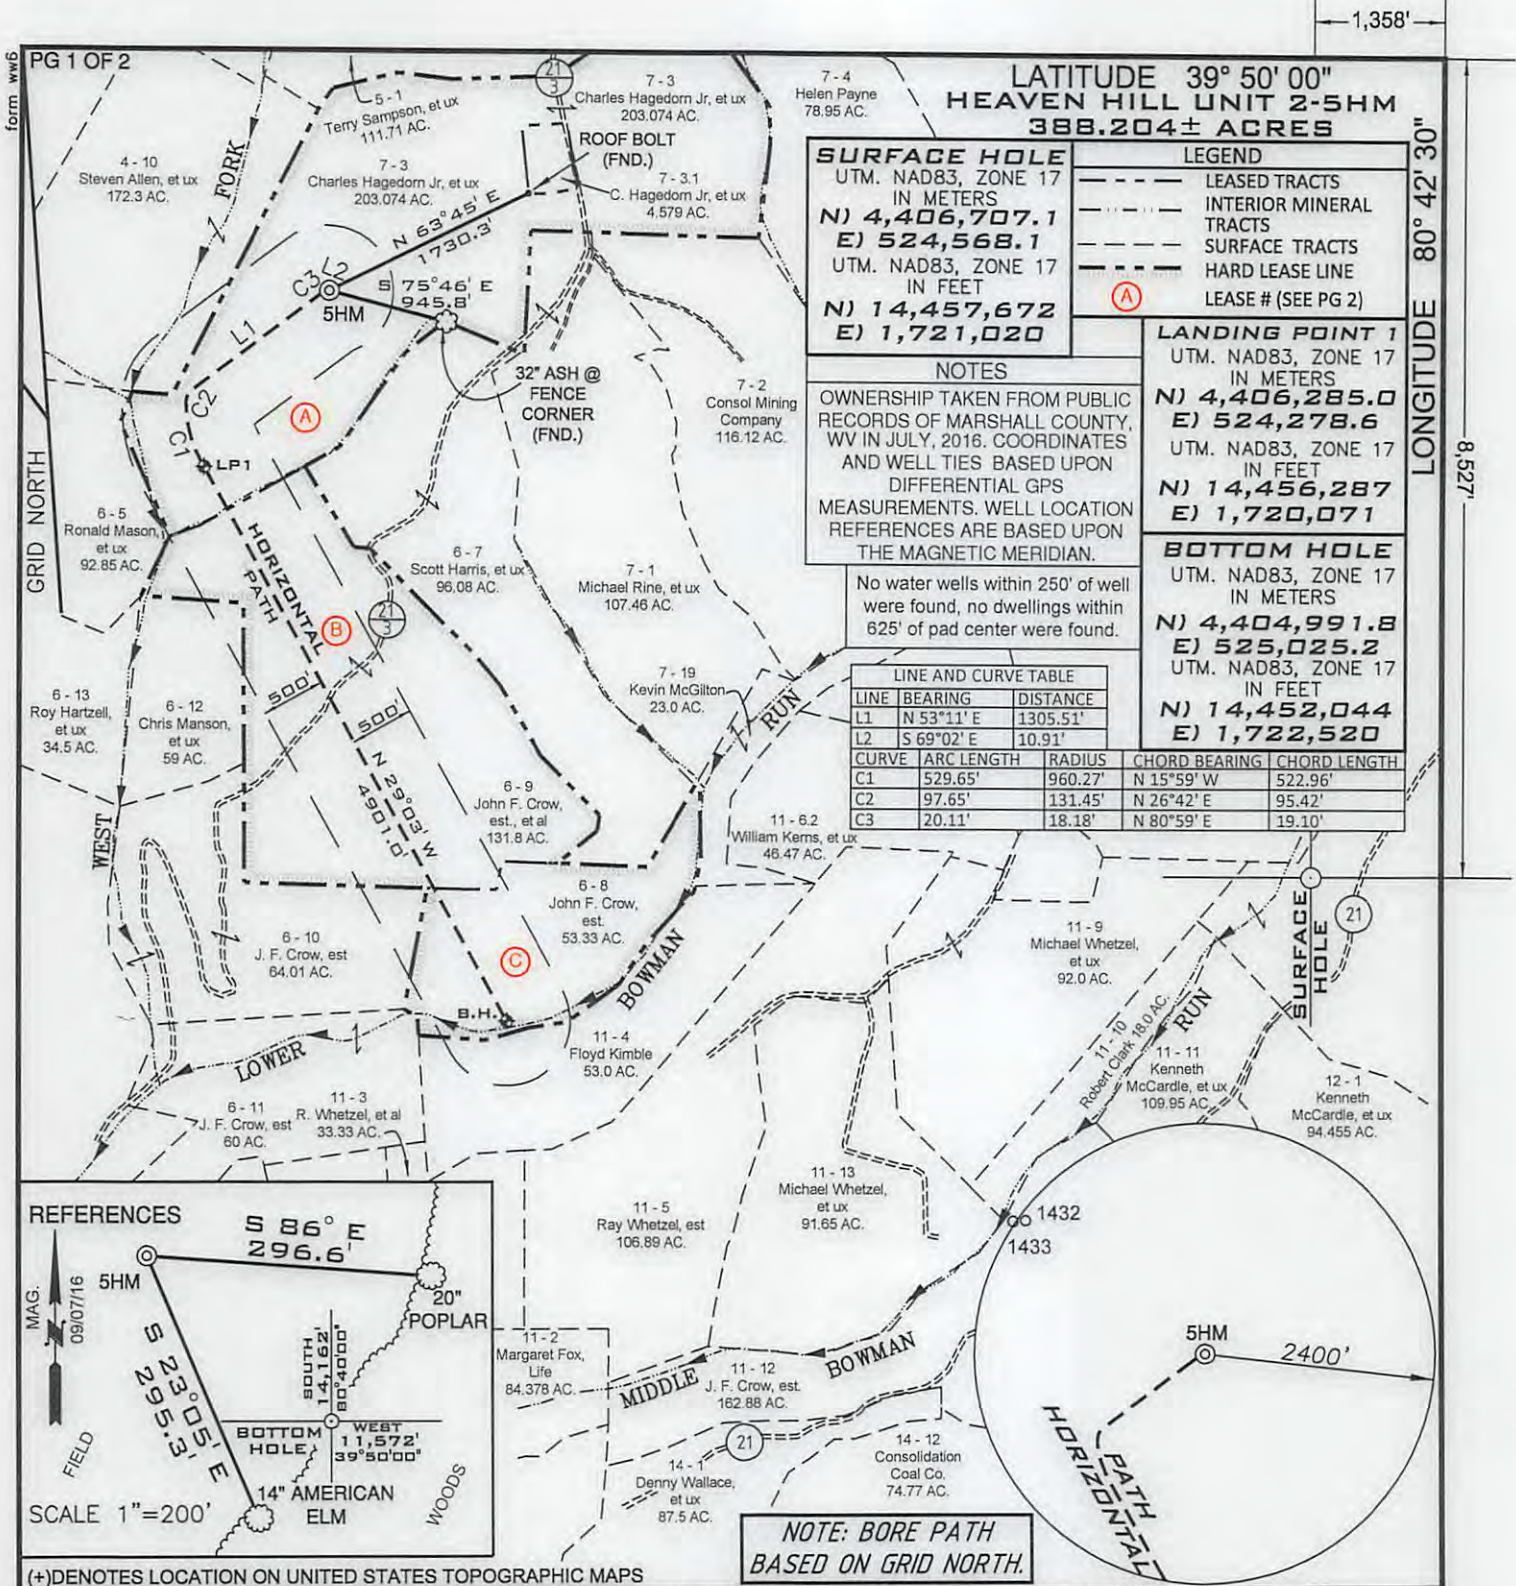 1,358'
form ww6
PG 1 OF 2
LATITUDE 39° 50' 00"
HEAVEN HILL UNIT 2-5HM
388.204± ACRES
LONGITUDE 80° 42' 30"
8,527'
SURFACE HOLE
UTM. NAD83, ZONE 17
IN METERS
N) 4,406,707.1
E) 524,568.1
UTM. NAD83, ZONE 17
IN FEET
N) 14,457,672
E) 1,721,020
LEGEND
LEASED TRACTS
INTERIOR MINERAL
TRACTS
SURFACE TRACTS
HARD LEASE LINE
A LEASE # (SEE PG 2)
LANDING POINT 1
UTM. NAD83, ZONE 17
IN METERS
N) 4,406,285.0
E) 524,278.6
UTM. NAD83, ZONE 17
IN FEET
N) 14,456,287
E) 1,720,071
NOTES
OWNERSHIP TAKEN FROM PUBLIC
RECORDS OF MARSHALL COUNTY,
WV IN JULY, 2016. COORDINATES
AND WELL TIES BASED UPON
DIFFERENTIAL GPS
MEASUREMENTS. WELL LOCATION
REFERENCES ARE BASED UPON
THE MAGNETIC MERIDIAN.
BOTTOM HOLE
UTM. NAD83, ZONE 17
IN METERS
N) 4,404,991.8
E) 525,025.2
UTM. NAD83, ZONE 17
IN FEET
N) 14,452,044
E) 1,722,520
No water wells within 250' of well
were found, no dwellings within
625' of pad center were found.
LINE AND CURVE TABLE
LINE BEARING DISTANCE
L1 N 53°11' E 1305.51'
L2 S 69°02' E 10.91'
CURVE ARC LENGTH RADIUS CHORD BEARING CHORD LENGTH
C1 529.65' 960.27' N 15°59' W 522.96'
C2 97.65' 131.45' N 26°42' E 95.42'
C3 20.11' 18.18' N 80°59' E 19.10'
5 - 1
Terry Sampson, et ux
111.71 AC.
21
3
7 - 3
Charles Hagedorn Jr, et ux
203.074 AC.
7 - 4
Helen Payne
78.95 AC.
4 - 10
Steven Allen, et ux
172.3 AC.
FORK
7 - 3
Charles Hagedorn Jr, et ux
203.074 AC.
ROOF BOLT
(FND.)
7 - 3.1
C. Hagedorn Jr, et ux
4.579 AC.
N 63°45' E
1730.3'
C3
L2
5HM
S 75°46' E
945.8'
L1
C2
C1
LP1
A
32" ASH @
FENCE
CORNER
(FND.)
7 - 2
Consol Mining
Company
116.12 AC.
GRID NORTH
6 - 5
Ronald Mason,
et ux
92.85 AC.
HORIZONTAL
PATH
6 - 7
Scott Harris, et ux
96.08 AC.
7 - 1
Michael Rine, et ux
107.46 AC.
B
21
3
6 - 13
Roy Hartzell,
et ux
34.5 AC.
6 - 12
Chris Manson,
et ux
59 AC.
500'
500'
7 - 19
Kevin McGilton
23.0 AC.
RUN
N 29°03' W
4901.0'
WEST
6 - 9
John F. Crow,
est., et al
131.8 AC.
11 - 6.2
William Kerns, et ux
46.47 AC.
6 - 8
John F. Crow,
est.
53.33 AC.
6 - 10
J. F. Crow, est
64.01 AC.
C
BOWMAN
11 - 9
Michael Whetzel,
et ux
92.0 AC.
SURFACE
HOLE
21
B.H.
LOWER
11 - 4
Floyd Kimble
53.0 AC.
11 - 10
Robert Clark 18.0 AC.
RUN
11 - 11
Kenneth
McCardle, et ux
109.95 AC.
12 - 1
Kenneth
McCardle, et ux
94.455 AC.
6 - 11
J. F. Crow, est
60 AC.
11 - 3
R. Whetzel, et al
33.33 AC.
11 - 13
Michael Whetzel,
et ux
91.65 AC.
11 - 5
Ray Whetzel, est
106.89 AC.
1432
1433
REFERENCES
S 86° E
296.6'
5HM
MAG.
09/07/16
20"
POPLAR
S 23°05' E
295.3'
SOUTH
14,162'
80°40'00"
BOTTOM
HOLE
WEST
11,572'
39°50'00"
FIELD
WOODS
14" AMERICAN
ELM
SCALE 1"=200'
11 - 2
Margaret Fox,
Life
84.378 AC.
MIDDLE
11 - 12
J. F. Crow, est.
162.88 AC.
BOWMAN
21
14 - 1
Denny Wallace,
et ux
87.5 AC.
14 - 12
Consolidation
Coal Co.
74.77 AC.
5HM
2400'
PATH
HORIZONTAL
NOTE: BORE PATH
BASED ON GRID NORTH.
(+)DENOTES LOCATION ON UNITED STATES TOPOGRAPHIC MAPS